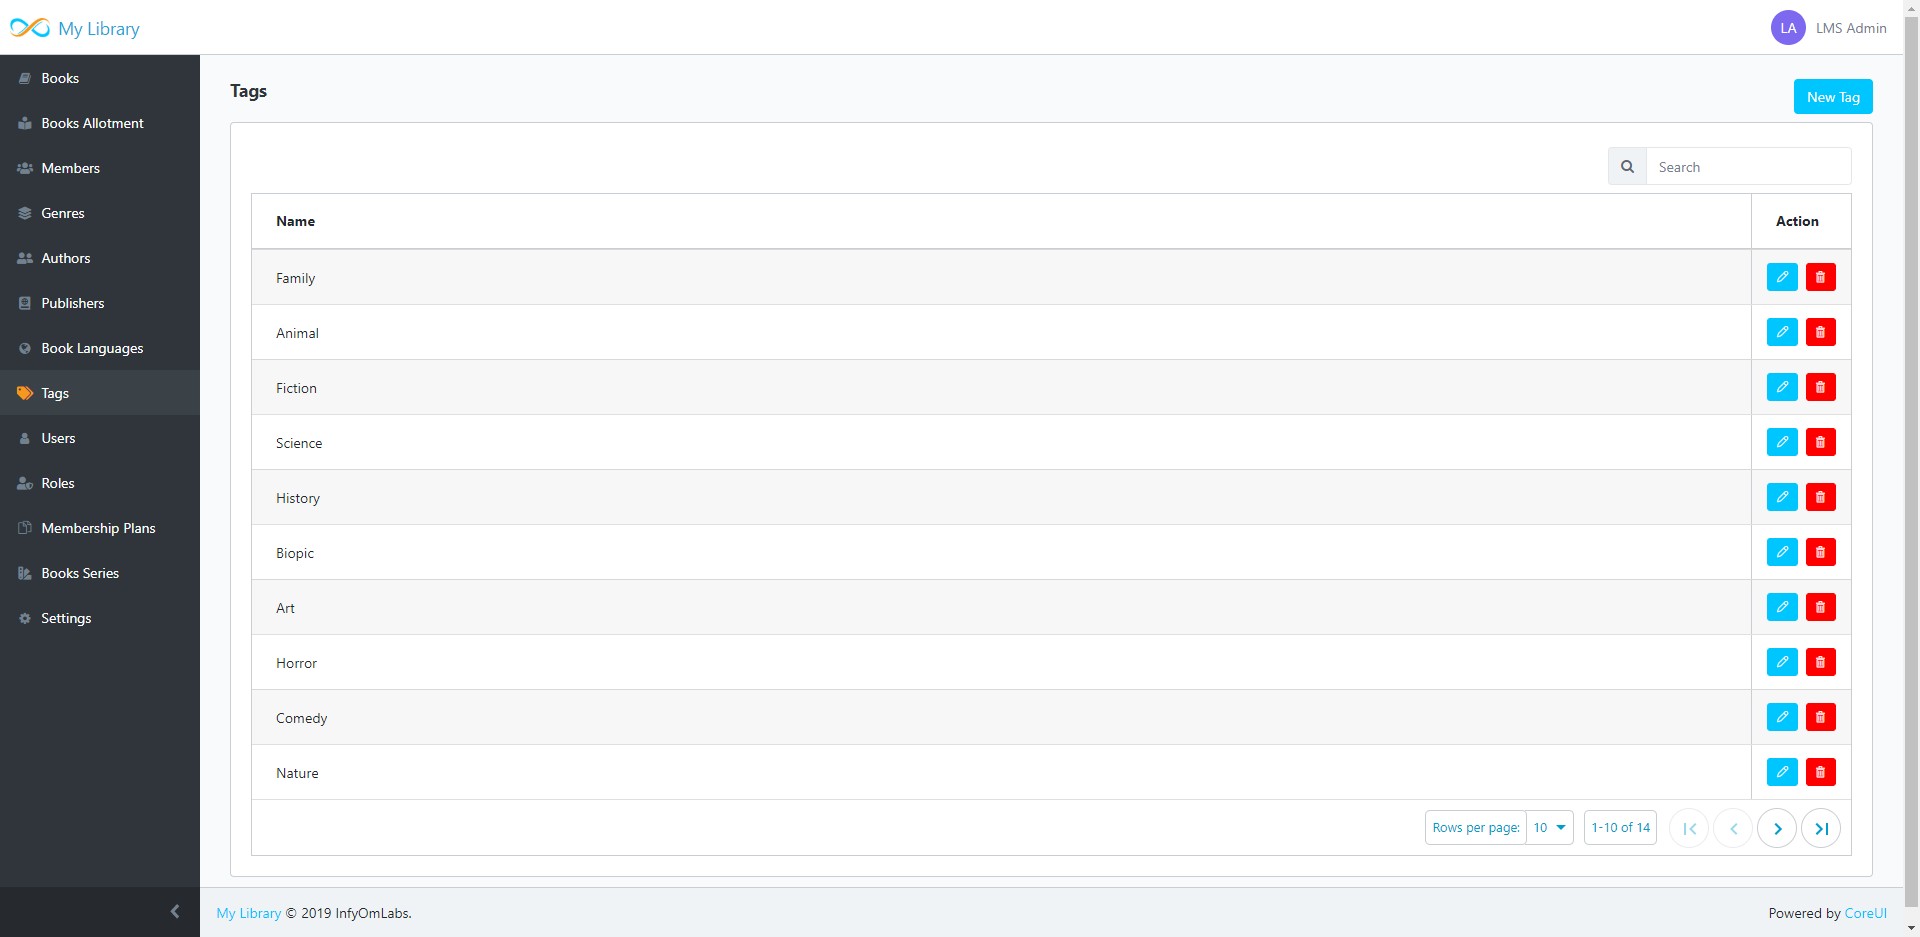 My Library
LA LMS Admin
Books
Books Allotment
Members
Genres
Authors
Publishers
Book Languages
Tags
Users
Roles
Membership Plans
Books Series
Settings
Tags
New Tag
Search
Name Action
Family
Animal
Fiction
Science
History
Biopic
Art
Horror
Comedy
Nature
Rows per page: 10 1-10 of 14
My Library © 2019 InfyOmLabs. Powered by CoreUI